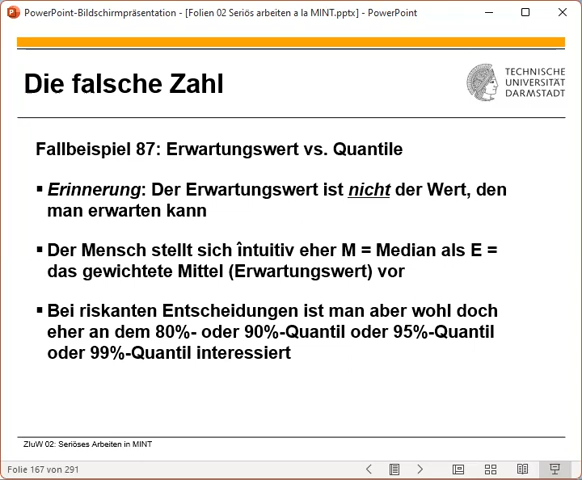 PowerPoint-Bildschirmpräsentation - [Folien 02 Seriös arbeiten a la MINT.pptx] - PowerPoint
Die falsche Zahl
TECHNISCHE
UNIVERSITÄT
DARMSTADT
Fallbeispiel 87: Erwartungswert vs. Quantile
▪ Erinnerung: Der Erwartungswert ist nicht der Wert, den
man erwarten kann
▪ Der Mensch stellt sich întuitiv eher M = Median als E =
das gewichtete Mittel (Erwartungswert) vor
▪ Bei riskanten Entscheidungen ist man aber wohl doch
eher an dem 80%- oder 90%-Quantil oder 95%-Quantil
oder 99%-Quantil interessiert
ZIuW 02: Seriöses Arbeiten in MINT
Folie 167 von 291